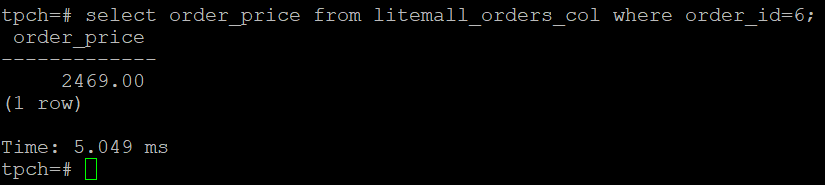 tpch=# select order_price from litemall_orders_col where order_id=6;
 order_price
-------------
     2469.00
(1 row)

Time: 5.049 ms
tpch=#